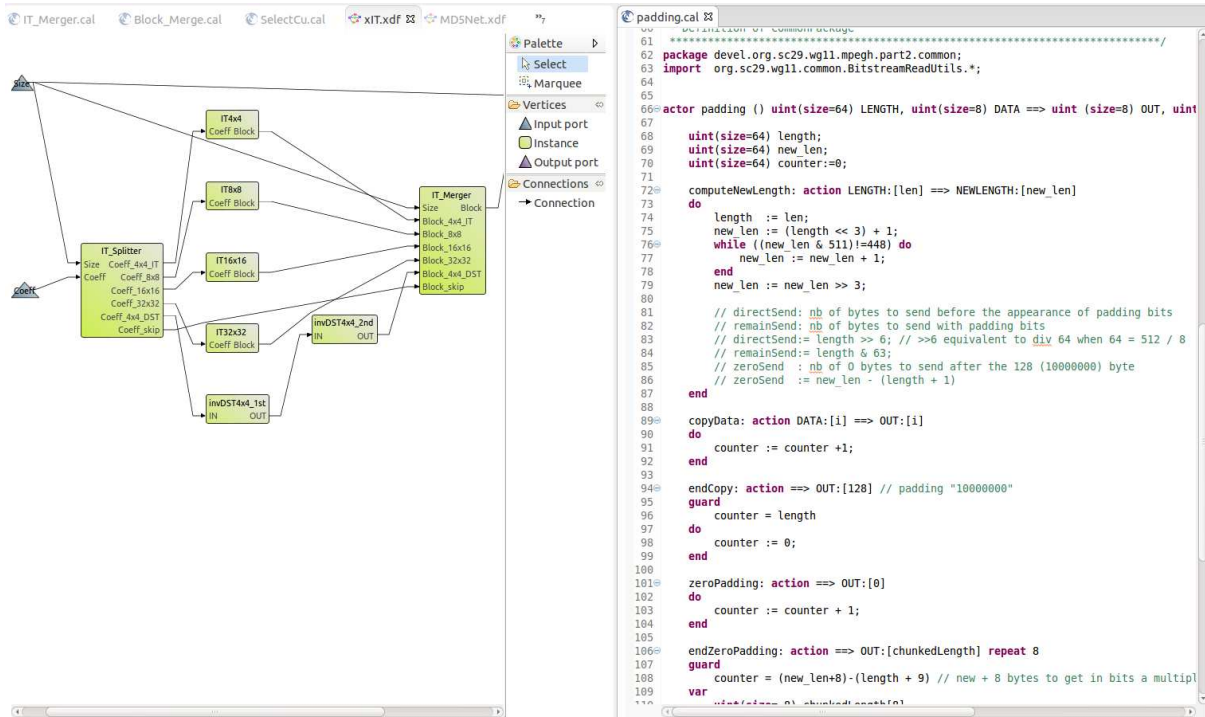 IT_Merger.cal
Block_Merge.cal
SelectCu.cal
xIT.xdf
MD5Net.xdf
"7
Palette
Select
Marquee
Vertices
Input port
Instance
Output port
Connections
Connection
Size
Coeff
IT4x4
Coeff Block
IT8x8
Coeff Block
IT16x16
Coeff Block
IT32x32
Coeff Block
IT_Splitter
Size Coeff_4x4_IT
Coeff Coeff_8x8
Coeff_16x16
Coeff_32x32
Coeff_4x4_DST
Coeff_skip
invDST4x4_1st
IN OUT
invDST4x4_2nd
IN OUT
IT_Merger
Size Block
Block_4x4_IT
Block_8x8
Block_16x16
Block_32x32
Block_4x4_DST
Block_skip
padding.cal
61 ******************************************************************************/
62 package devel.org.sc29.wg11.mpegh.part2.common;
63 import org.sc29.wg11.common.BitstreamReadUtils.*;
64
65
66 actor padding () uint(size=64) LENGTH, uint(size=8) DATA ==> uint (size=8) OUT, uint
67
68 uint(size=64) length;
69 uint(size=64) new_len;
70 uint(size=64) counter:=0;
71
72 computeNewLength: action LENGTH:[len] ==> NEWLENGTH:[new_len]
73 do
74 length := len;
75 new_len := (length << 3) + 1;
76 while ((new_len & 511)!=448) do
77 new_len := new_len + 1;
78 end
79 new_len := new_len >> 3;
80
81 // directSend: nb of bytes to send before the appearance of padding bits
82 // remainSend: nb of bytes to send with padding bits
83 // directSend:= length >> 6; // >>6 equivalent to div 64 when 64 = 512 / 8
84 // remainSend:= length & 63;
85 // zeroSend : nb of O bytes to send after the 128 (10000000) byte
86 // zeroSend := new_len - (length + 1)
87 end
88
89 copyData: action DATA:[i] ==> OUT:[i]
90 do
91 counter := counter +1;
92 end
93
94 endCopy: action ==> OUT:[128] // padding "10000000"
95 guard
96 counter = length
97 do
98 counter := 0;
99 end
100
101 zeroPadding: action ==> OUT:[0]
102 do
103 counter := counter + 1;
104 end
105
106 endZeroPadding: action ==> OUT:[chunkedLength] repeat 8
107 guard
108 counter = (new_len+8)-(length + 9) // new + 8 bytes to get in bits a multipl
109 var